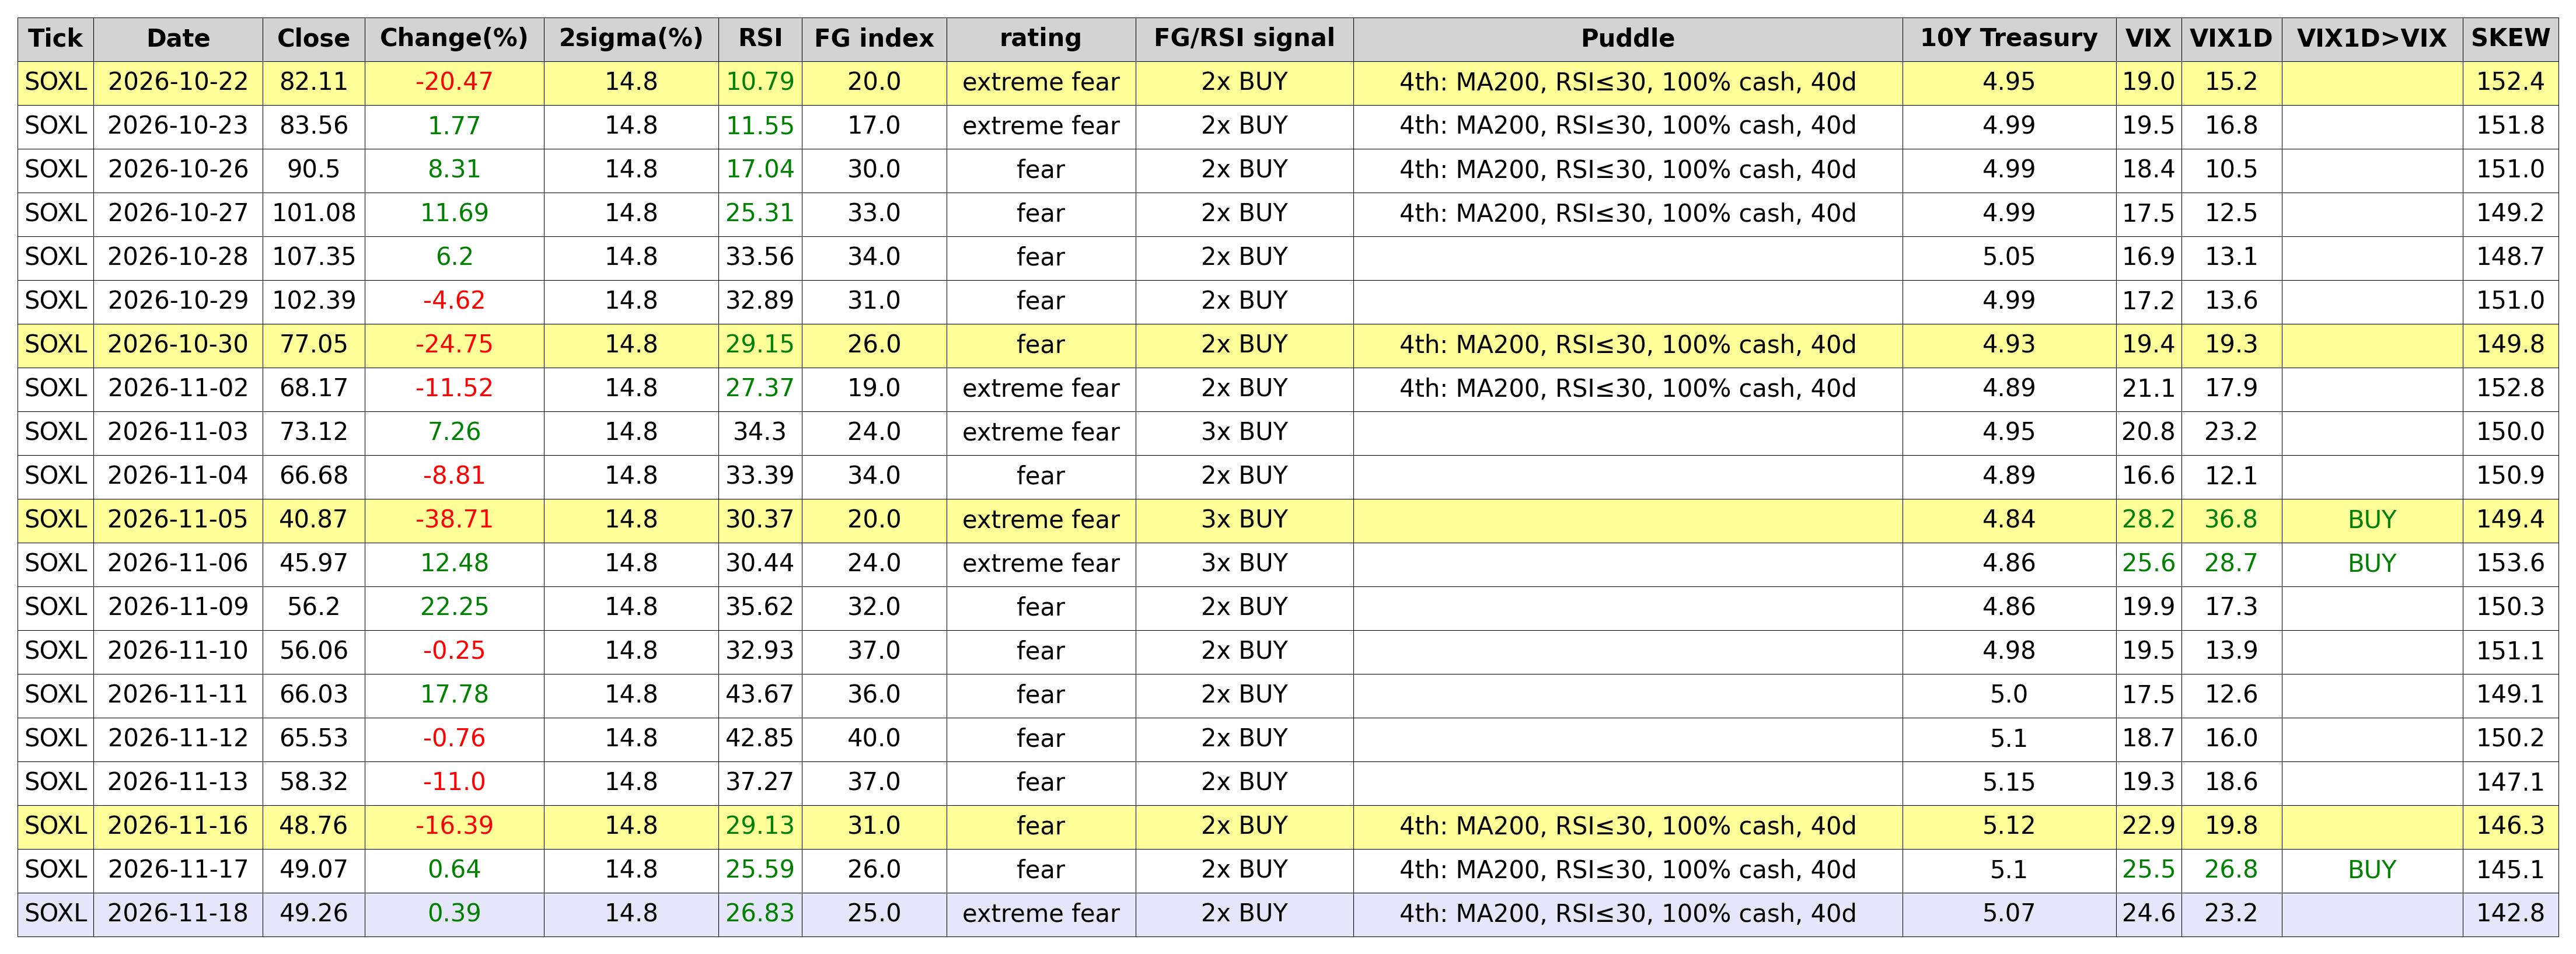 Tick Date Close Change(%) 2sigma(%) RSI FG index rating FG/RSI signal Puddle 10Y Treasury VIX VIX1D VIX1D>VIX SKEW
SOXL 2026-10-22 82.11 -20.47 14.8 10.79 20.0 extreme fear 2x BUY 4th: MA200, RSI≤30, 100% cash, 40d 4.95 19.0 15.2 152.4
SOXL 2026-10-23 83.56 1.77 14.8 11.55 17.0 extreme fear 2x BUY 4th: MA200, RSI≤30, 100% cash, 40d 4.99 19.5 16.8 151.8
SOXL 2026-10-26 90.5 8.31 14.8 17.04 30.0 fear 2x BUY 4th: MA200, RSI≤30, 100% cash, 40d 4.99 18.4 10.5 151.0
SOXL 2026-10-27 101.08 11.69 14.8 25.31 33.0 fear 2x BUY 4th: MA200, RSI≤30, 100% cash, 40d 4.99 17.5 12.5 149.2
SOXL 2026-10-28 107.35 6.2 14.8 33.56 34.0 fear 2x BUY 5.05 16.9 13.1 148.7
SOXL 2026-10-29 102.39 -4.62 14.8 32.89 31.0 fear 2x BUY 4.99 17.2 13.6 151.0
SOXL 2026-10-30 77.05 -24.75 14.8 29.15 26.0 fear 2x BUY 4th: MA200, RSI≤30, 100% cash, 40d 4.93 19.4 19.3 149.8
SOXL 2026-11-02 68.17 -11.52 14.8 27.37 19.0 extreme fear 2x BUY 4th: MA200, RSI≤30, 100% cash, 40d 4.89 21.1 17.9 152.8
SOXL 2026-11-03 73.12 7.26 14.8 34.3 24.0 extreme fear 3x BUY 4.95 20.8 23.2 150.0
SOXL 2026-11-04 66.68 -8.81 14.8 33.39 34.0 fear 2x BUY 4.89 16.6 12.1 150.9
SOXL 2026-11-05 40.87 -38.71 14.8 30.37 20.0 extreme fear 3x BUY 4.84 28.2 36.8 BUY 149.4
SOXL 2026-11-06 45.97 12.48 14.8 30.44 24.0 extreme fear 3x BUY 4.86 25.6 28.7 BUY 153.6
SOXL 2026-11-09 56.2 22.25 14.8 35.62 32.0 fear 2x BUY 4.86 19.9 17.3 150.3
SOXL 2026-11-10 56.06 -0.25 14.8 32.93 37.0 fear 2x BUY 4.98 19.5 13.9 151.1
SOXL 2026-11-11 66.03 17.78 14.8 43.67 36.0 fear 2x BUY 5.0 17.5 12.6 149.1
SOXL 2026-11-12 65.53 -0.76 14.8 42.85 40.0 fear 2x BUY 5.1 18.7 16.0 150.2
SOXL 2026-11-13 58.32 -11.0 14.8 37.27 37.0 fear 2x BUY 5.15 19.3 18.6 147.1
SOXL 2026-11-16 48.76 -16.39 14.8 29.13 31.0 fear 2x BUY 4th: MA200, RSI≤30, 100% cash, 40d 5.12 22.9 19.8 146.3
SOXL 2026-11-17 49.07 0.64 14.8 25.59 26.0 fear 2x BUY 4th: MA200, RSI≤30, 100% cash, 40d 5.1 25.5 26.8 BUY 145.1
SOXL 2026-11-18 49.26 0.39 14.8 26.83 25.0 extreme fear 2x BUY 4th: MA200, RSI≤30, 100% cash, 40d 5.07 24.6 23.2 142.8